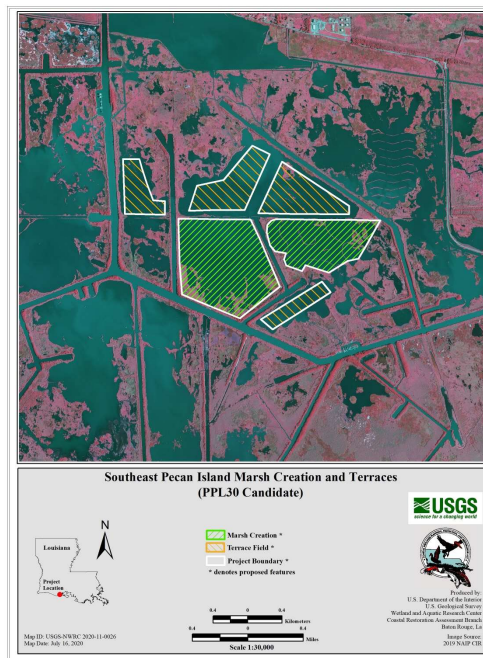 Southeast Pecan Island Marsh Creation and Terraces
(PPL30 Candidate)
USGS
science for a changing world
N
Marsh Creation *
Terrace Field *
Project Boundary *
* denotes proposed features
Louisiana
Project
Location
0.4 0 0.4
Kilometers
0.4 0 0.4
Miles
Scale 1:30,000
Map ID: USGS-NWRC 2020-11-0026
Map Date: July 16, 2020
Produced by:
U.S. Department of the Interior
U.S. Geological Survey
Wetland and Aquatic Research Center
Coastal Restoration Assessment Branch
Baton Rouge, La
Image Source:
2019 NAIP CIR